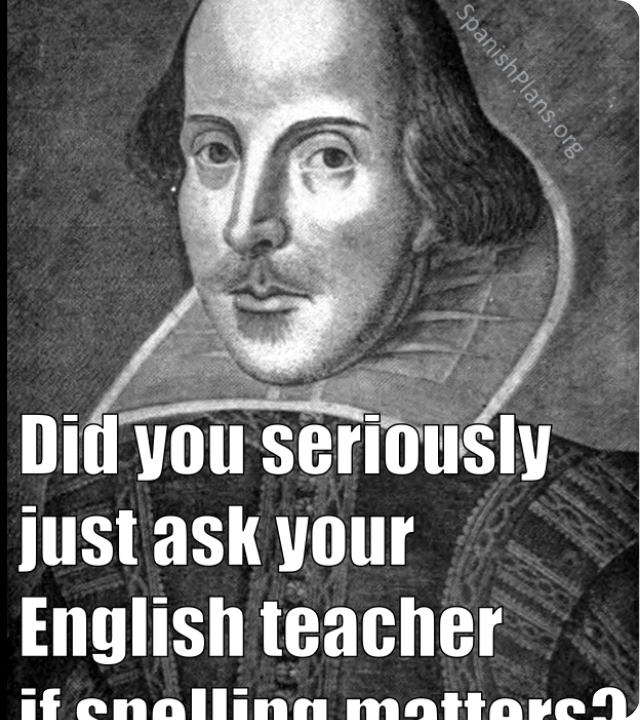 SpanishPlans.org
Did you seriously
just ask your
English teacher
if spelling matters?